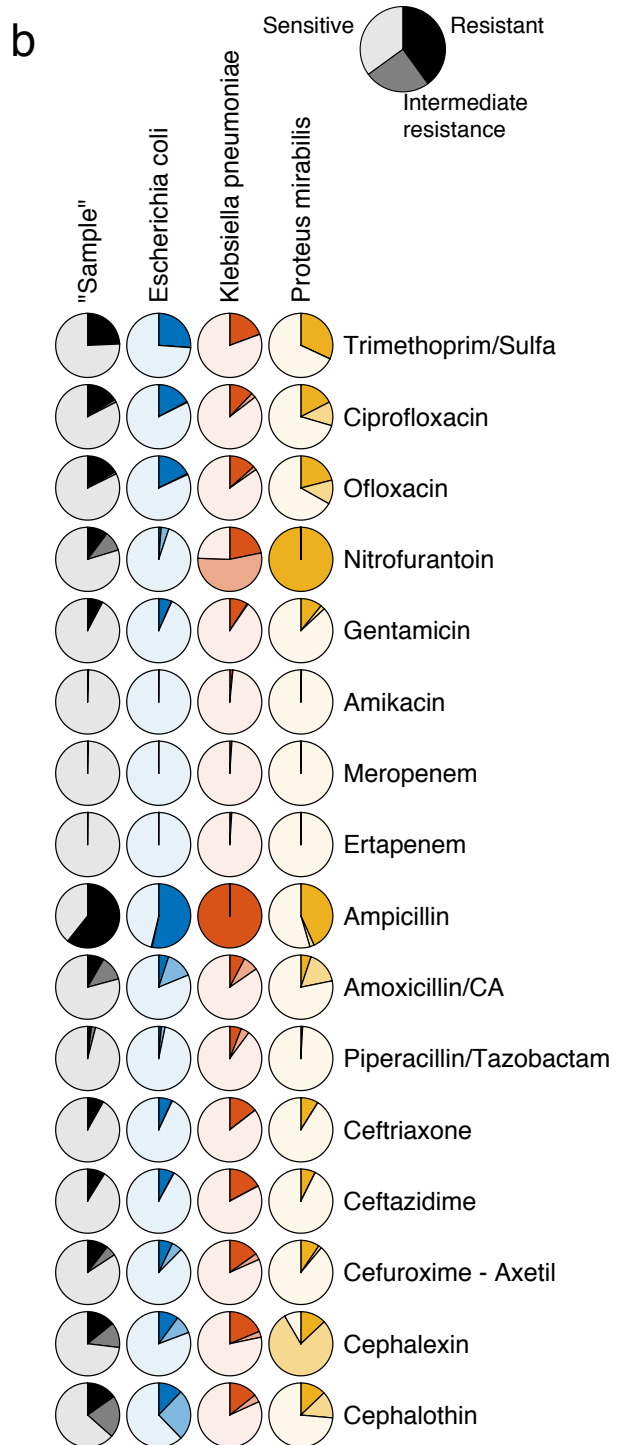 b
Sensitive
Resistant
Intermediate
resistance
"Sample"
Escherichia coli
Klebsiella pneumoniae
Proteus mirabilis
Trimethoprim/Sulfa
Ciprofloxacin
Ofloxacin
Nitrofurantoin
Gentamicin
Amikacin
Meropenem
Ertapenem
Ampicillin
Amoxicillin/CA
Piperacillin/Tazobactam
Ceftriaxone
Ceftazidime
Cefuroxime - Axetil
Cephalexin
Cephalothin